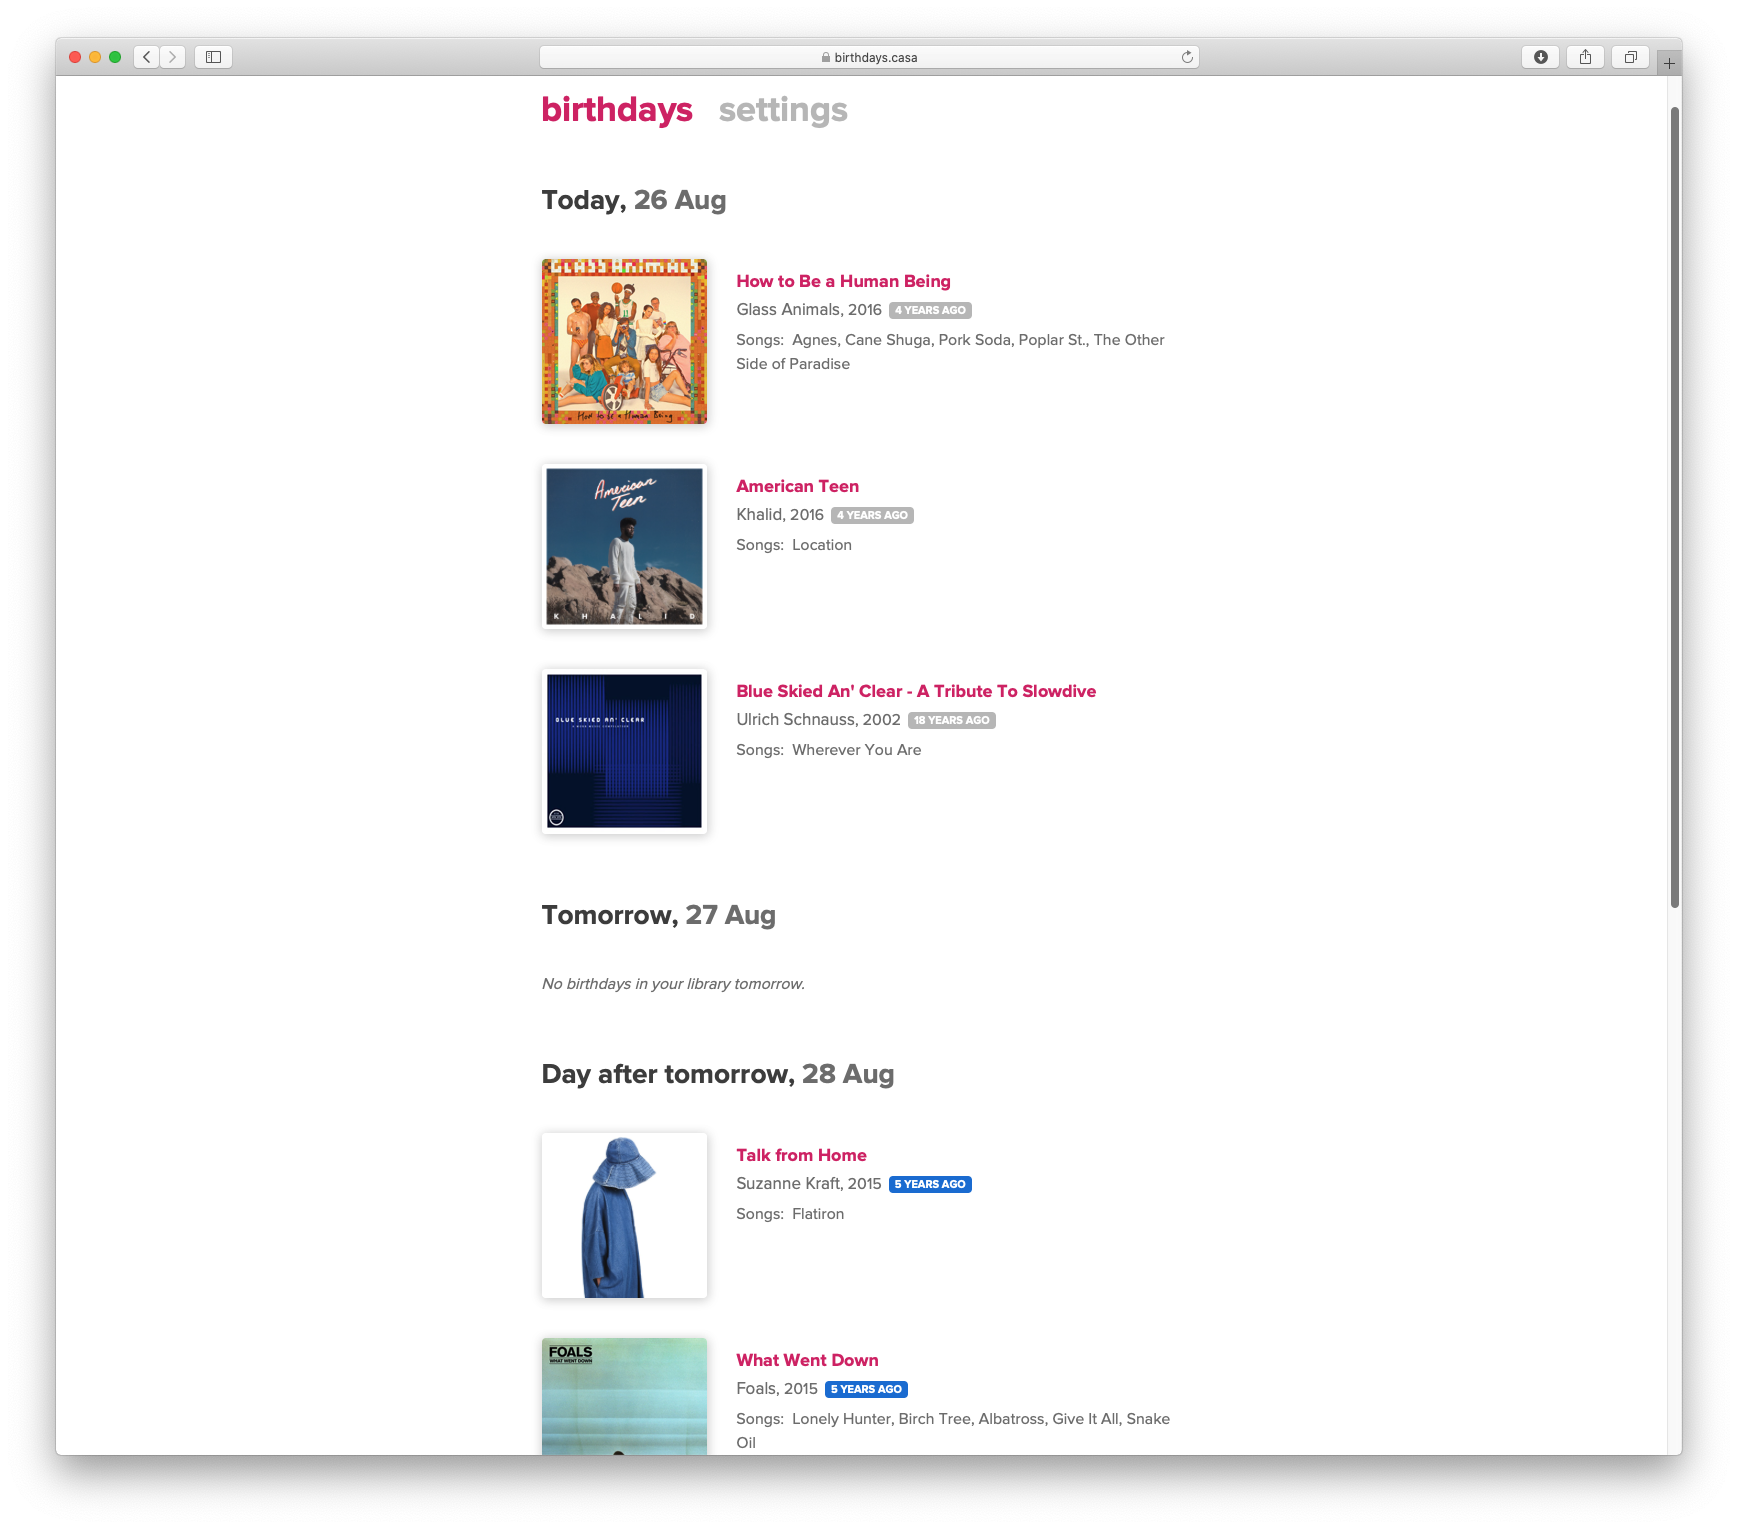 birthdays.casa
birthdays settings
Today, 26 Aug
GLASS ANIMALS
How to be a Human Being
How to Be a Human Being
Glass Animals, 2016 4 YEARS AGO
Songs: Agnes, Cane Shuga, Pork Soda, Poplar St., The Other
Side of Paradise
American
Teen
KHALID
American Teen
Khalid, 2016 4 YEARS AGO
Songs: Location
BLUE SKIED AN' CLEAR
Blue Skied An' Clear - A Tribute To Slowdive
Ulrich Schnauss, 2002 18 YEARS AGO
Songs: Wherever You Are
Tomorrow, 27 Aug
No birthdays in your library tomorrow.
Day after tomorrow, 28 Aug
Talk from Home
Suzanne Kraft, 2015 5 YEARS AGO
Songs: Flatiron
FOALS
WHAT WENT DOWN
What Went Down
Foals, 2015 5 YEARS AGO
Songs: Lonely Hunter, Birch Tree, Albatross, Give It All, Snake
Oil